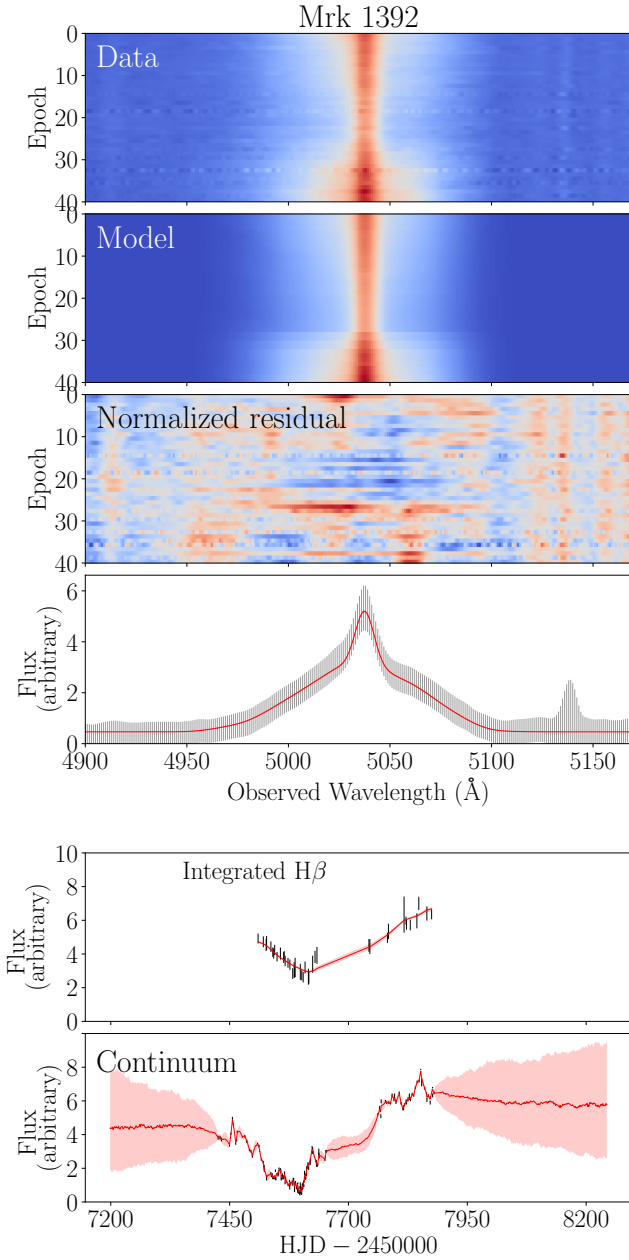 Mrk 1392
Data
Epoch
0
10
20
30
40
Model
Epoch
0
10
20
30
40
Normalized residual
Epoch
0
10
20
30
40
Flux
(arbitrary)
6
4
2
0
4900 4950 5000 5050 5100 5150
Observed Wavelength (Å)
Integrated Hβ
Flux
(arbitrary)
10
8
6
4
2
0
Continuum
Flux
(arbitrary)
8
6
4
2
0
7200 7450 7700 7950 8200
HJD − 2450000